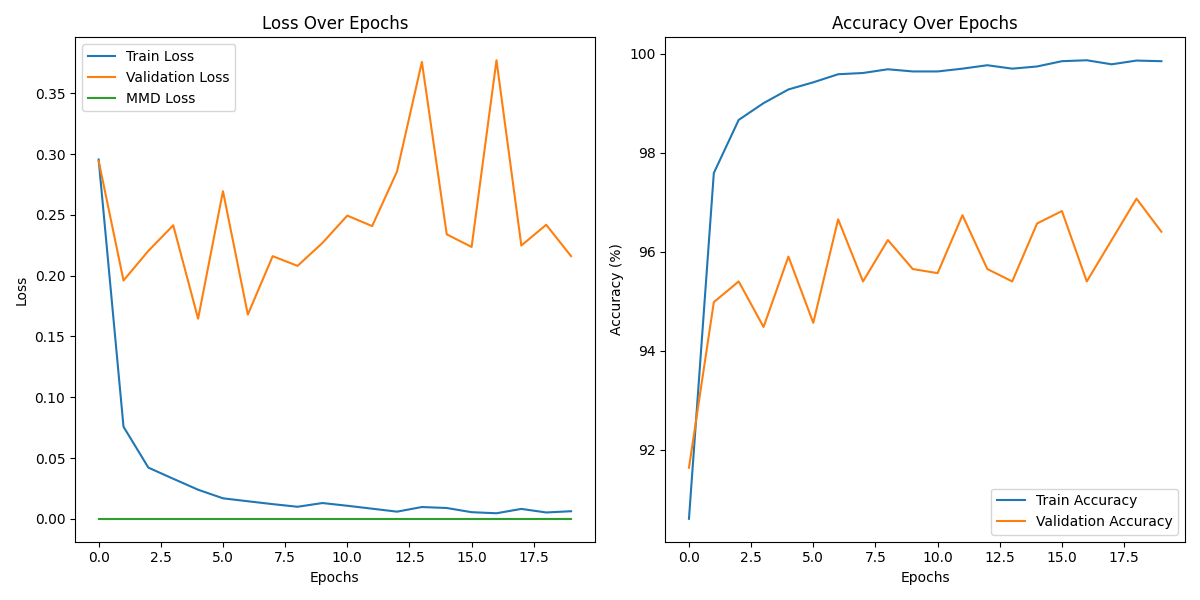 Loss Over Epochs
Train Loss
Validation Loss
MMD Loss
0.35
0.30
0.25
0.20
0.15
0.10
0.05
0.00
Loss
0.0 2.5 5.0 7.5 10.0 12.5 15.0 17.5
Epochs
Accuracy Over Epochs
100
98
96
94
92
Accuracy (%)
Train Accuracy
Validation Accuracy
0.0 2.5 5.0 7.5 10.0 12.5 15.0 17.5
Epochs